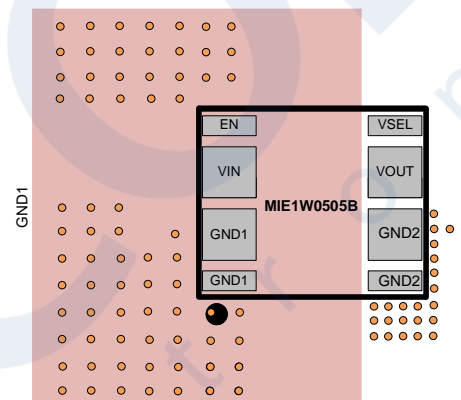 EN
VSEL
VIN
VOUT
MIE1W0505B
GND1
GND1
GND2
GND1
GND2